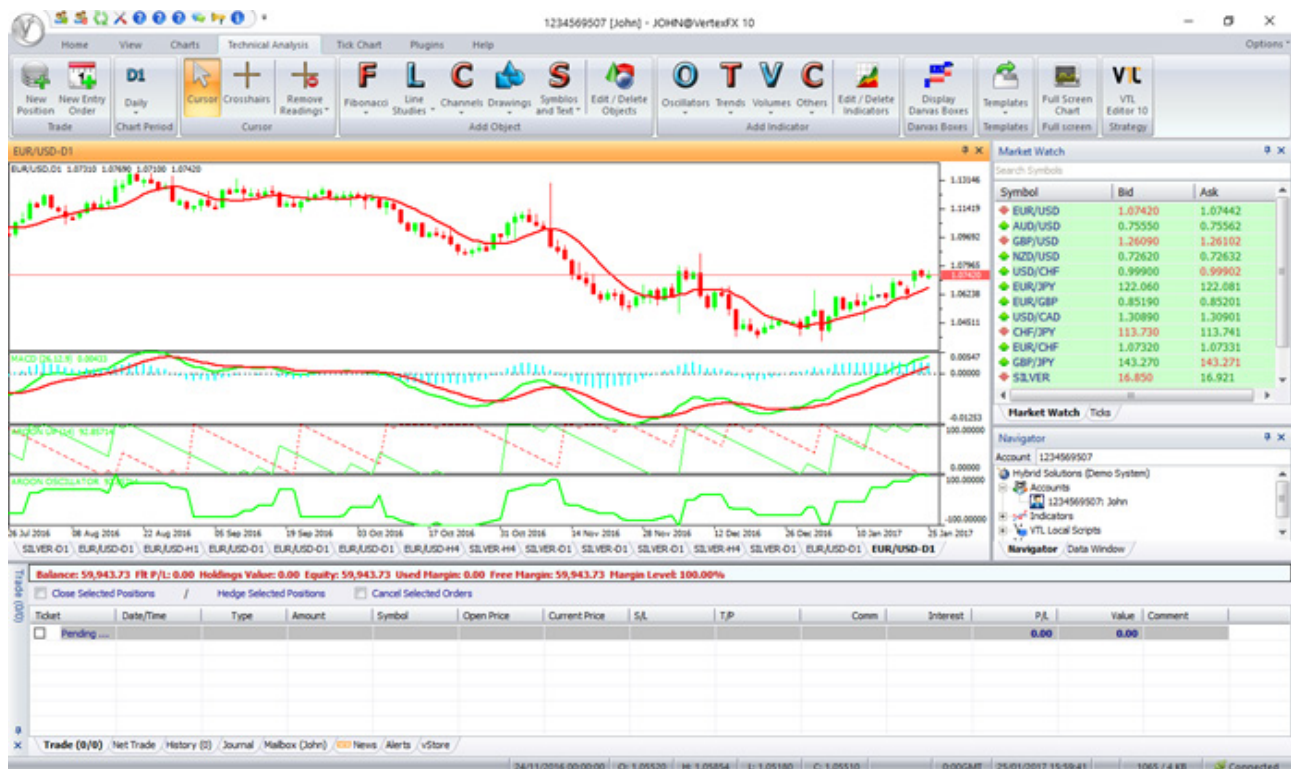 1234569507 [John] - JOHN@VertexFX 10
Home View Charts Technical Analysis Tick Chart Plugins Help Options
New Position New Entry Order D1 Daily Cursor Crosshairs Remove Readings F Fibonacci L Line Studies C Channels Drawings S Symblos and Text Edit / Delete Objects O Oscillators T Trends V Volumes C Others Edit / Delete Indicators Display Darvas Boxes Templates Full Screen Chart VTL VTL Editor 10
Trade Chart Period Cursor Add Object Add Indicator Darvas Boxes Templates Full screen Strategy
EUR/USD-D1
EUR/USD.D1 1.07310 1.07690 1.07100 1.07420
1.13146
1.11419
1.09692
1.07965
1.07420
1.06238
1.04511
MACD (26,12,9) 0.00433
0.00547
0.00000
-0.01253
100.00000
0.00000
AROON OSCILLATOR
100.00000
-100.00000
26 Jul 2016 08 Aug 2016 22 Aug 2016 05 Sep 2016 19 Sep 2016 03 Oct 2016 17 Oct 2016 31 Oct 2016 14 Nov 2016 28 Nov 2016 12 Dec 2016 26 Dec 2016 10 Jan 2017 25 Jan 2017
SILVER-D1 EUR/USD-D1 EUR/USD-H1 EUR/USD-D1 EUR/USD-D1 EUR/USD-D1 EUR/USD-H4 SILVER-H4 SILVER-D1 SILVER-D1 SILVER-D1 SILVER-H4 SILVER-D1 EUR/USD-D1 EUR/USD-D1
Market Watch
Search Symbols
Symbol Bid Ask
EUR/USD 1.07420 1.07442
AUD/USD 0.75550 0.75562
GBP/USD 1.26090 1.26102
NZD/USD 0.72620 0.72632
USD/CHF 0.99900 0.99902
EUR/JPY 122.060 122.081
EUR/GBP 0.85190 0.85201
USD/CAD 1.30890 1.30901
CHF/JPY 113.730 113.741
EUR/CHF 1.07320 1.07331
GBP/JPY 143.270 143.271
SILVER 16.850 16.921
Market Watch Ticks
Navigator
Account 1234569507
Hybrid Solutions (Demo System)
Accounts
1234569507: John
Indicators
VTL Local Scripts
Navigator Data Window
Trade (0/0)
Balance: 59,943.73 Flt P/L: 0.00 Holdings Value: 0.00 Equity: 59,943.73 Used Margin: 0.00 Free Margin: 59,943.73 Margin Level: 100.00%
Close Selected Positions / Hedge Selected Positions Cancel Selected Orders
Ticket Date/Time Type Amount Symbol Open Price Current Price S/L T/P Comm Interest P/L Value Comment
Pending .... 0.00 0.00
Trade (0/0) Net Trade History (0) Journal Mailbox (John) News Alerts vStore
24/11/2016 00:00:00 O: 1.05520 H: 1.05854 L: 1.05180 C: 1.05510 0:00GMT 25/01/2017 15:59:41 1065 / 4 KB Connected